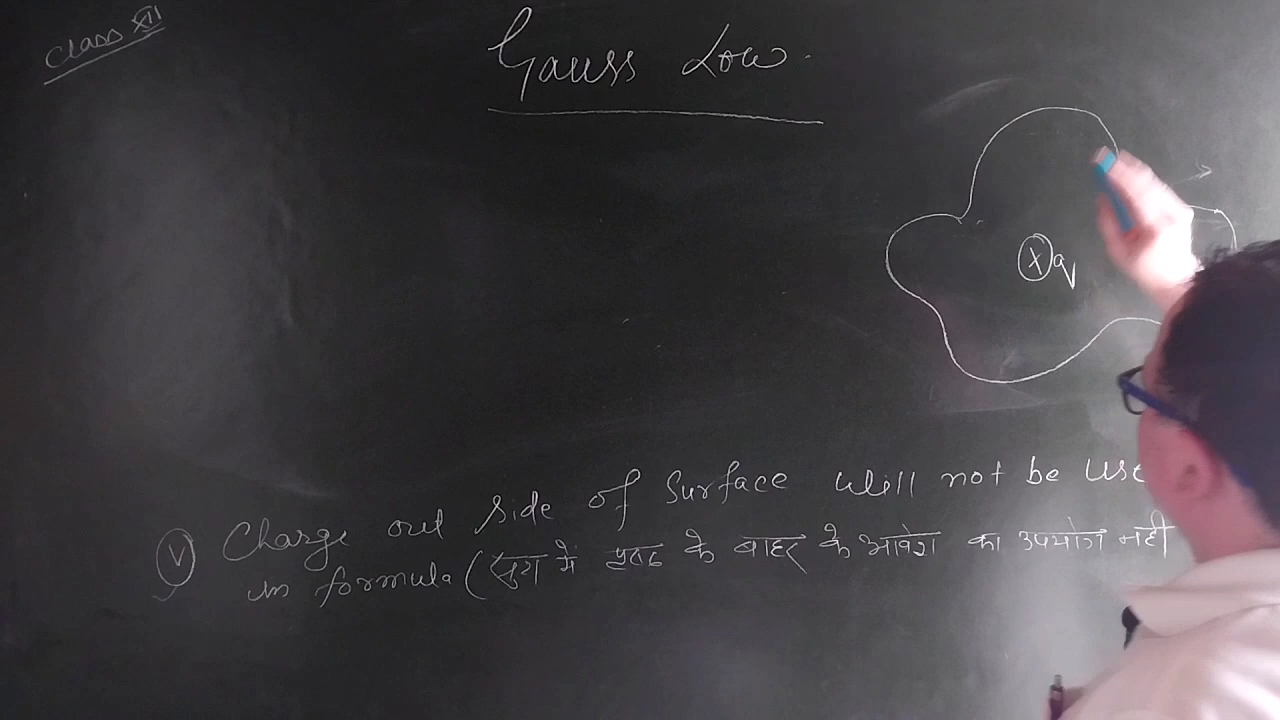 Class XII
Gauss Low.
q
(V) Charge out side of Surface will not be Use
in formula (सुत्र में पृष्ठ के बाहर के आवेश का उपयोग नही